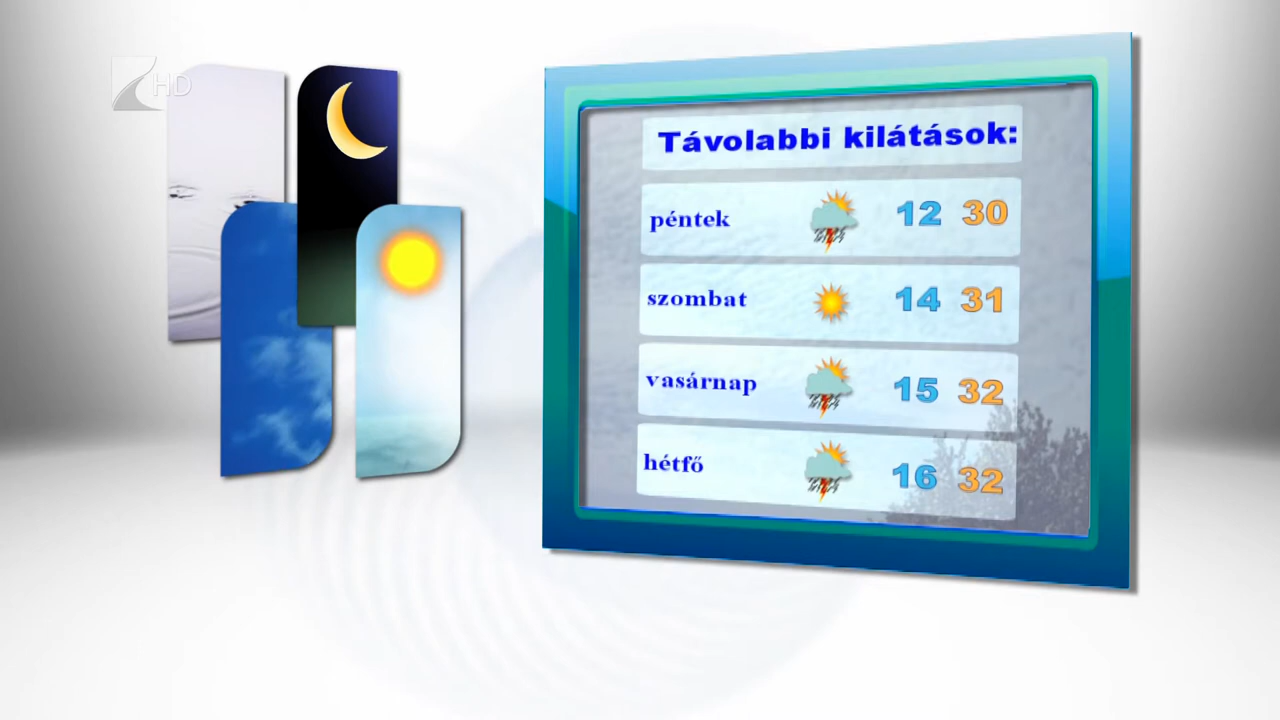 HD
Távolabbi kilátások:
péntek 12 30
szombat 14 31
vasárnap 15 32
hétfő 16 32